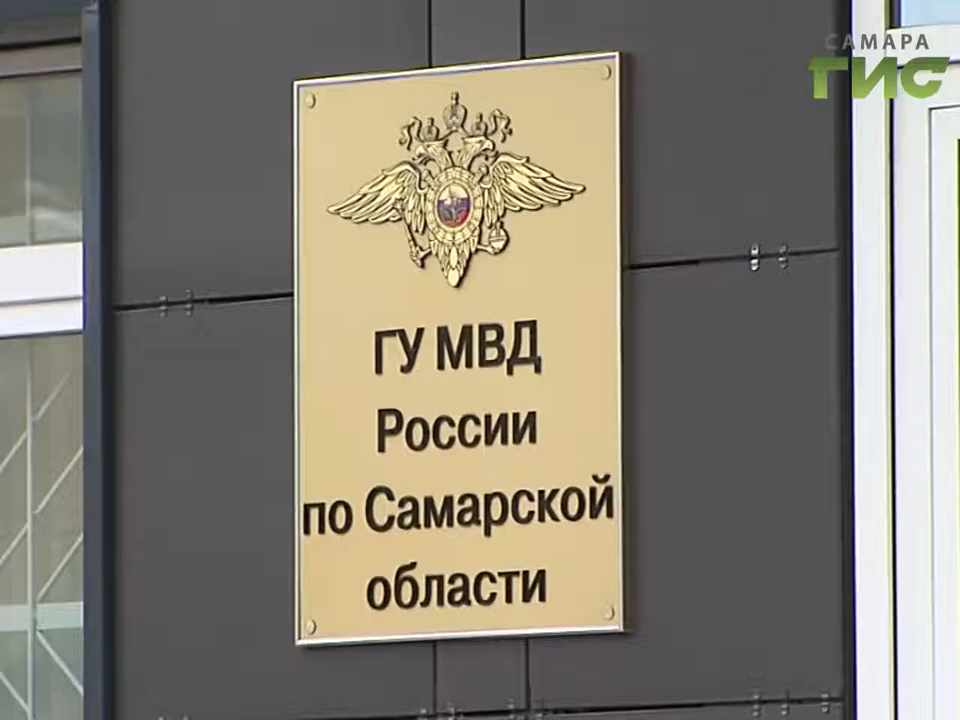 САМАРА
ГИС
ГУ МВД
России
по Самарской
области